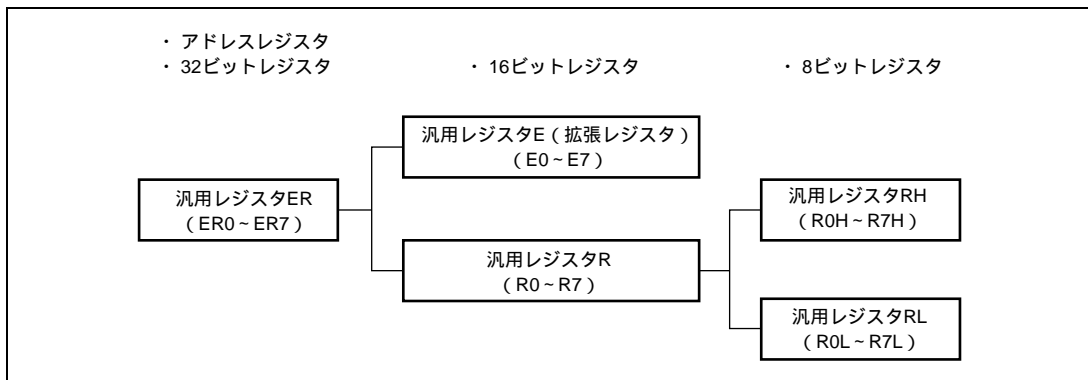 ・ アドレスレジスタ
・ 32ビットレジスタ
・ 16ビットレジスタ
・ 8ビットレジスタ
汎用レジスタER
（ER0～ER7）
汎用レジスタE（拡張レジスタ）
（E0～E7）
汎用レジスタR
（R0～R7）
汎用レジスタRH
（R0H～R7H）
汎用レジスタRL
（R0L～R7L）